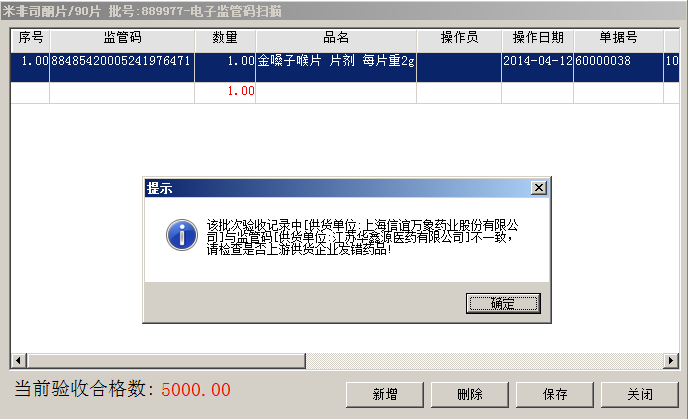 米非司酮片/90片 批号:889977-电子监管码扫描
序号 监管码 数量 品名 操作员 操作日期 单据号
1.00 88485420005241976471 1.00 金嗓子喉片 片剂 每片重2g 2014-04-12 60000038 10
1.00
提示
该批次验收记录中[供货单位:上海信谊万象药业股份有限公
司]与监管码[供货单位:江苏华鑫源医药有限公司]不一致,
请检查是否上游供货企业发错药品!
确定
当前验收合格数: 5000.00
新增 删除 保存 关闭